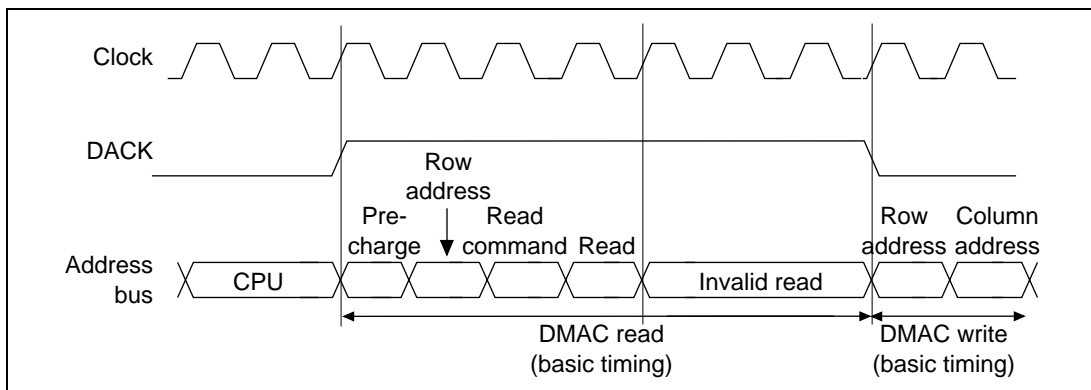 Clock
DACK
Row
address
Pre-
charge
Read
command
Read
Row
address
Column
address
Address
bus
CPU
Invalid read
DMAC read
(basic timing)
DMAC write
(basic timing)